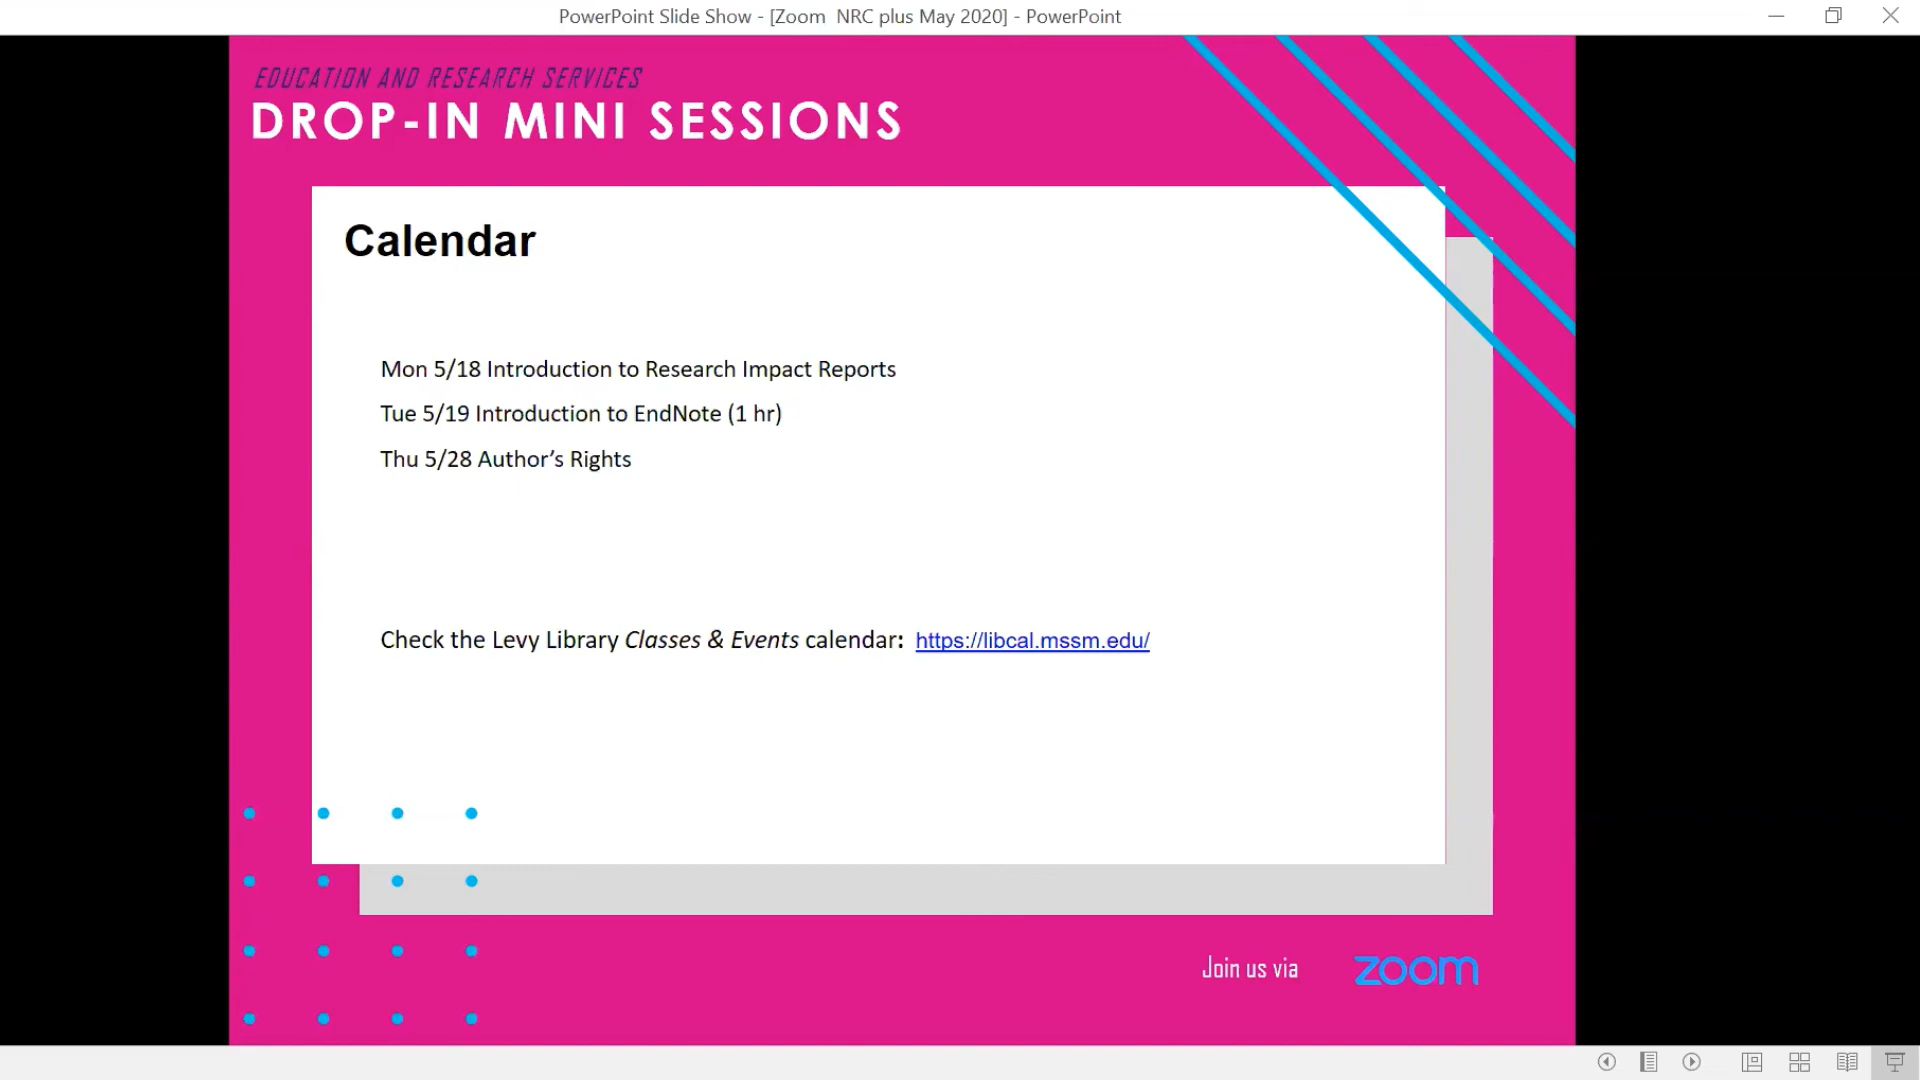 PowerPoint Slide Show - [Zoom  NRC plus May 2020] - PowerPoint
EDUCATION AND RESEARCH SERVICES
DROP-IN MINI SESSIONS
Calendar
Mon 5/18 Introduction to Research Impact Reports
Tue 5/19 Introduction to EndNote (1 hr)
Thu 5/28 Author’s Rights
Check the Levy Library Classes & Events calendar:  https://libcal.mssm.edu/
Join us via zoom